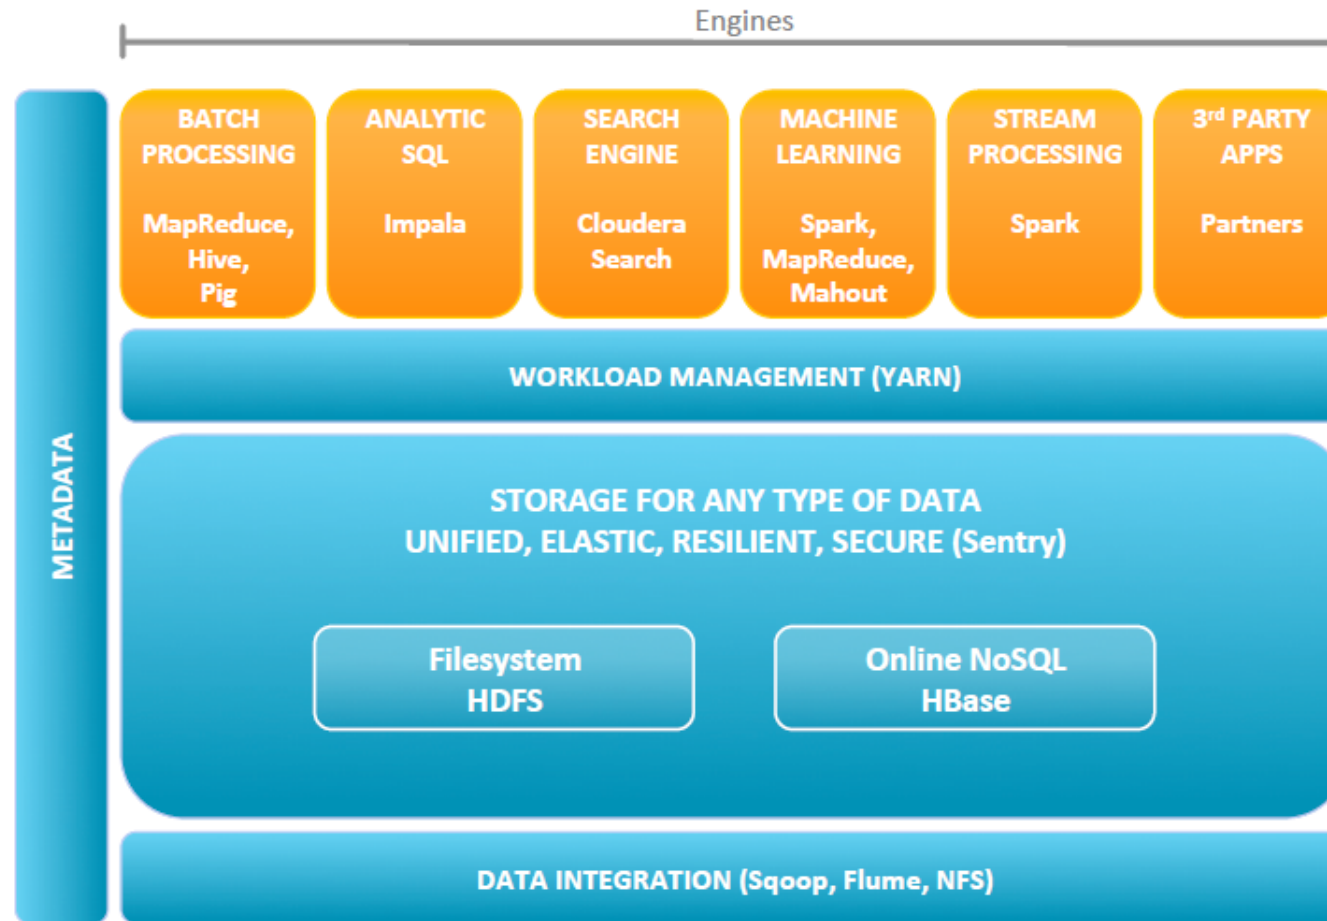 Engines
METADATA
BATCH
PROCESSING
MapReduce,
Hive,
Pig
ANALYTIC
SQL
Impala
SEARCH
ENGINE
Cloudera
Search
MACHINE
LEARNING
Spark,
MapReduce,
Mahout
STREAM
PROCESSING
Spark
3rd PARTY
APPS
Partners
WORKLOAD MANAGEMENT (YARN)
STORAGE FOR ANY TYPE OF DATA
UNIFIED, ELASTIC, RESILIENT, SECURE (Sentry)
Filesystem
HDFS
Online NoSQL
HBase
DATA INTEGRATION (Sqoop, Flume, NFS)